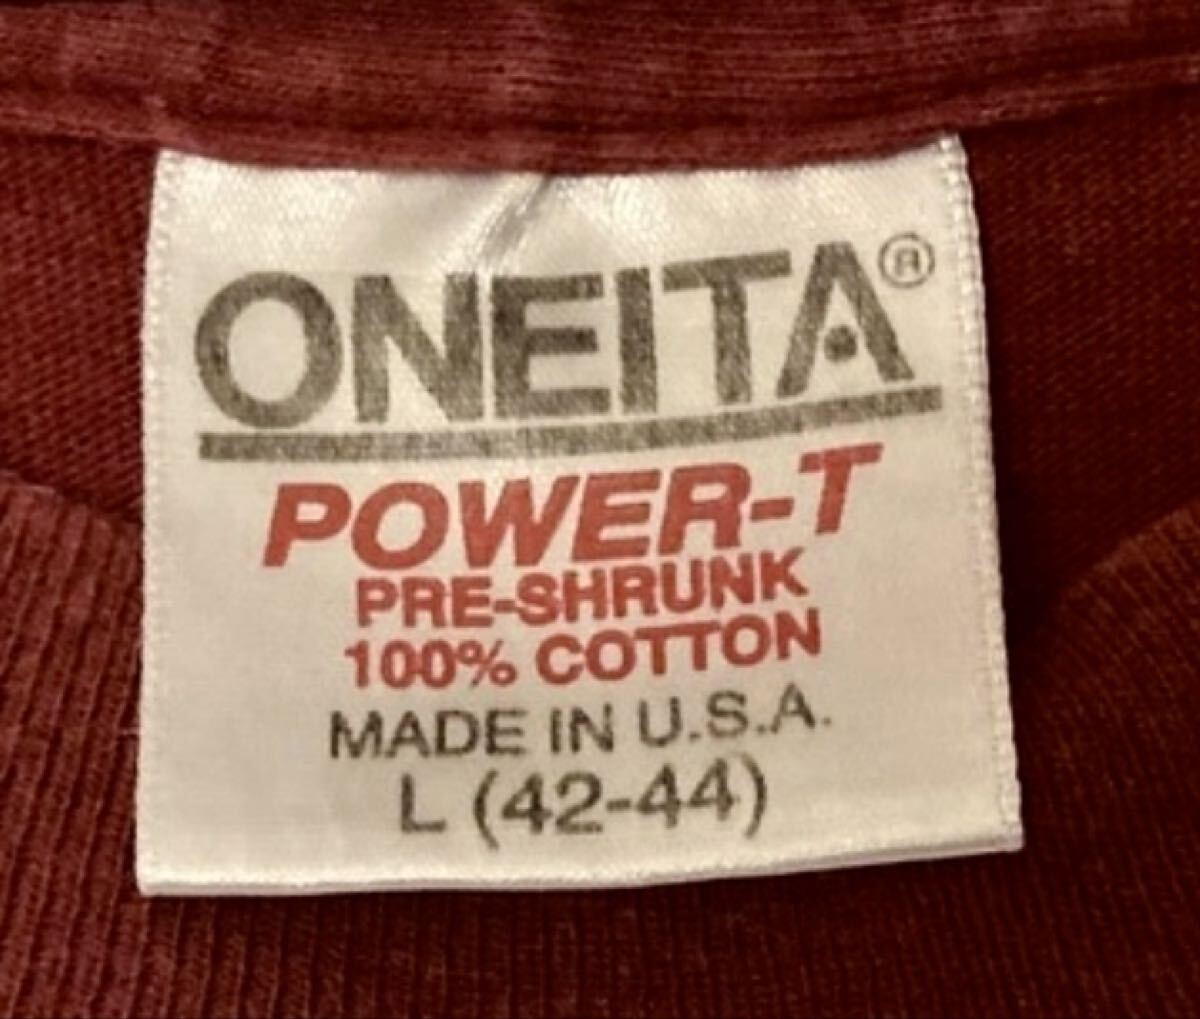 ONEITA®
POWER-T
PRE-SHRUNK
100% COTTON
MADE IN U.S.A.
L (42-44)